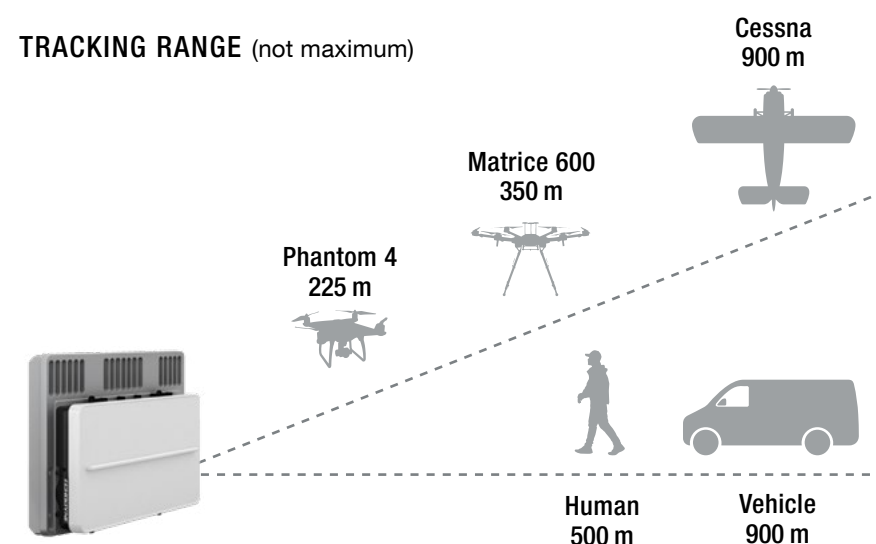 TRACKING RANGE (not maximum)
Cessna
900 m
Matrice 600
350 m
Phantom 4
225 m
Human
500 m
Vehicle
900 m